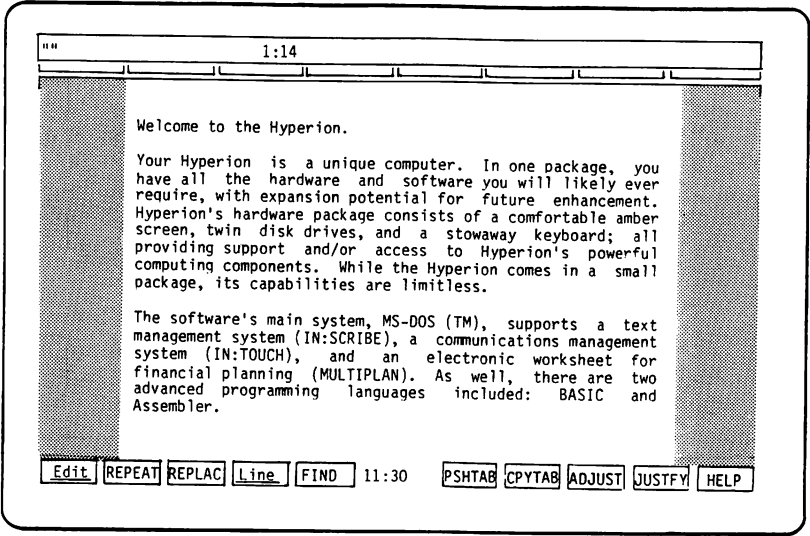 "" 1:14
Welcome to the Hyperion.
Your Hyperion is a unique computer. In one package, you
have all the hardware and software you will likely ever
require, with expansion potential for future enhancement.
Hyperion's hardware package consists of a comfortable amber
screen, twin disk drives, and a stowaway keyboard; all
providing support and/or access to Hyperion's powerful
computing components. While the Hyperion comes in a small
package, its capabilities are limitless.
The software's main system, MS-DOS (TM), supports a text
management system (IN:SCRIBE), a communications management
system (IN:TOUCH), and an electronic worksheet for
financial planning (MULTIPLAN). As well, there are two
advanced programming languages included: BASIC and
Assembler.
Edit REPEAT REPLAC Line FIND 11:30 PSHTAB CPYTAB ADJUST JUSTFY HELP